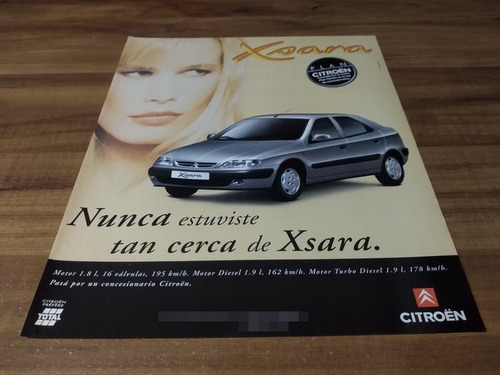 Xsara
PLAN
CITROËN
Xsara
Nunca estuviste
tan cerca de Xsara.
Motor 1.8 l, 16 válvulas, 195 km/h. Motor Diesel 1.9 l, 162 km/h. Motor Turbo Diesel 1.9 l, 178 km/h.
Pasá por un concesionario Citroën.
CITROËN
PREFERE
TOTAL
CITROËN